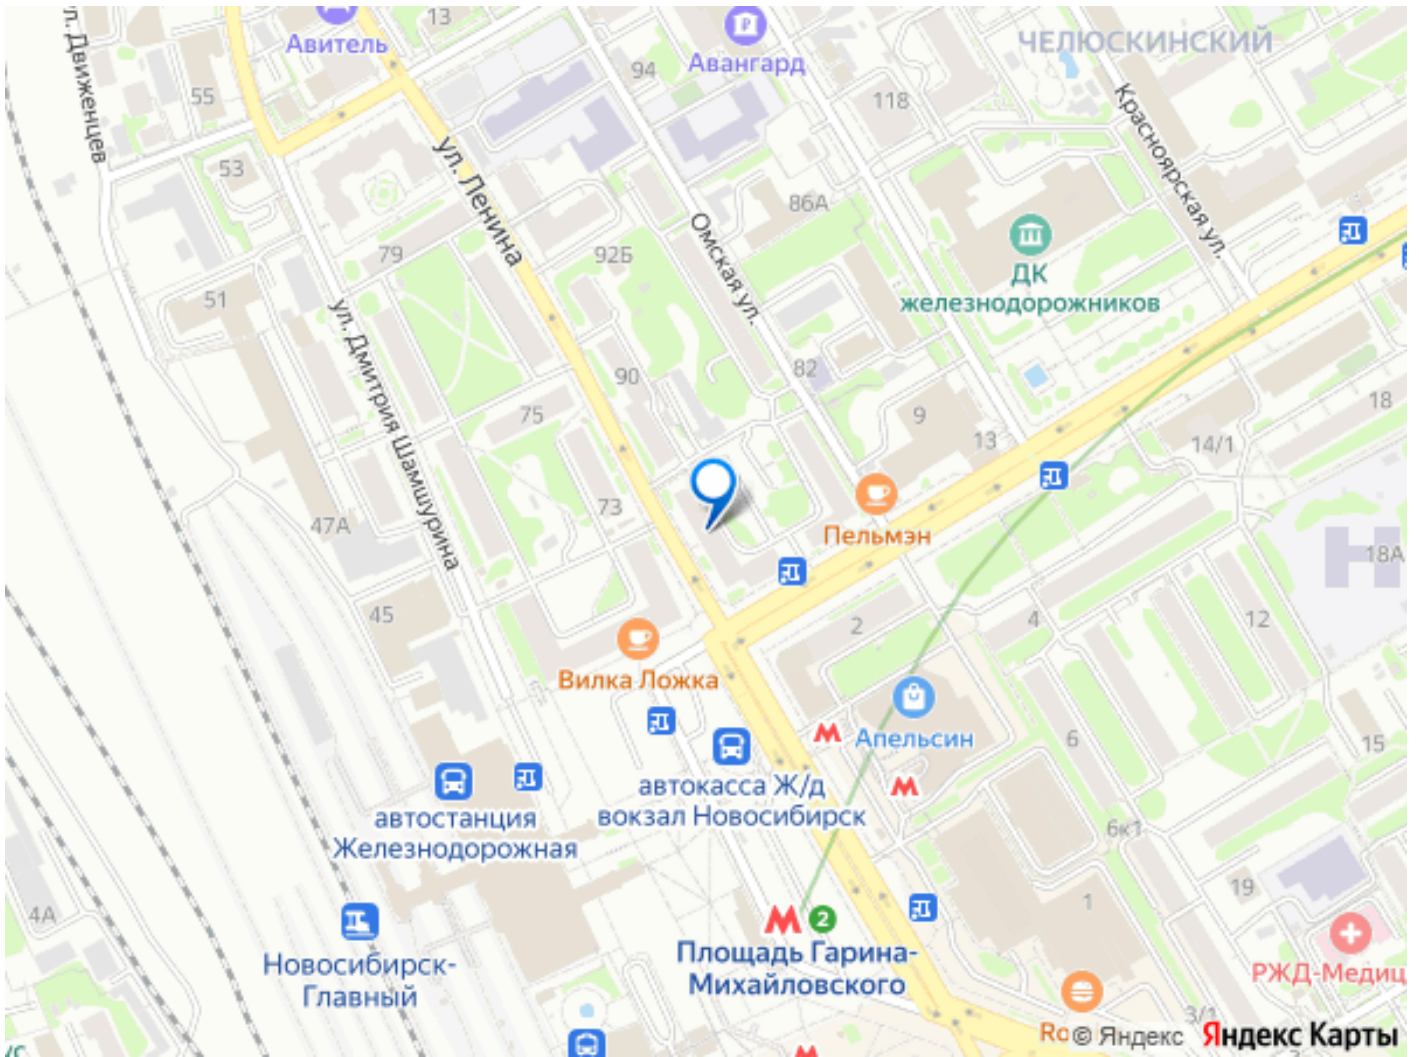 ул. Движенцев
Авитель
Авангард
ЧЕЛЮСКИНСКИЙ
94
55
118
Красноярская ул.
53
ул. Ленина
86А
79
92Б
Омская ул.
ДК
железнодорожников
51
ул. Дмитрия Шамшурина
90
82
75
9
13
18
14/1
73
47А
Пельмэн
18А
45
2
4
12
Вилка Ложка
Апельсин
6
15
автокасса Ж/д
вокзал Новосибирск
автостанция
Железнодорожная
6к1
19
1
4А
2
Площадь Гарина-
Михайловского
Новосибирск-
Главный
РЖД-Медиц
3/1
Ro
© Яндекс
Яндекс Карты